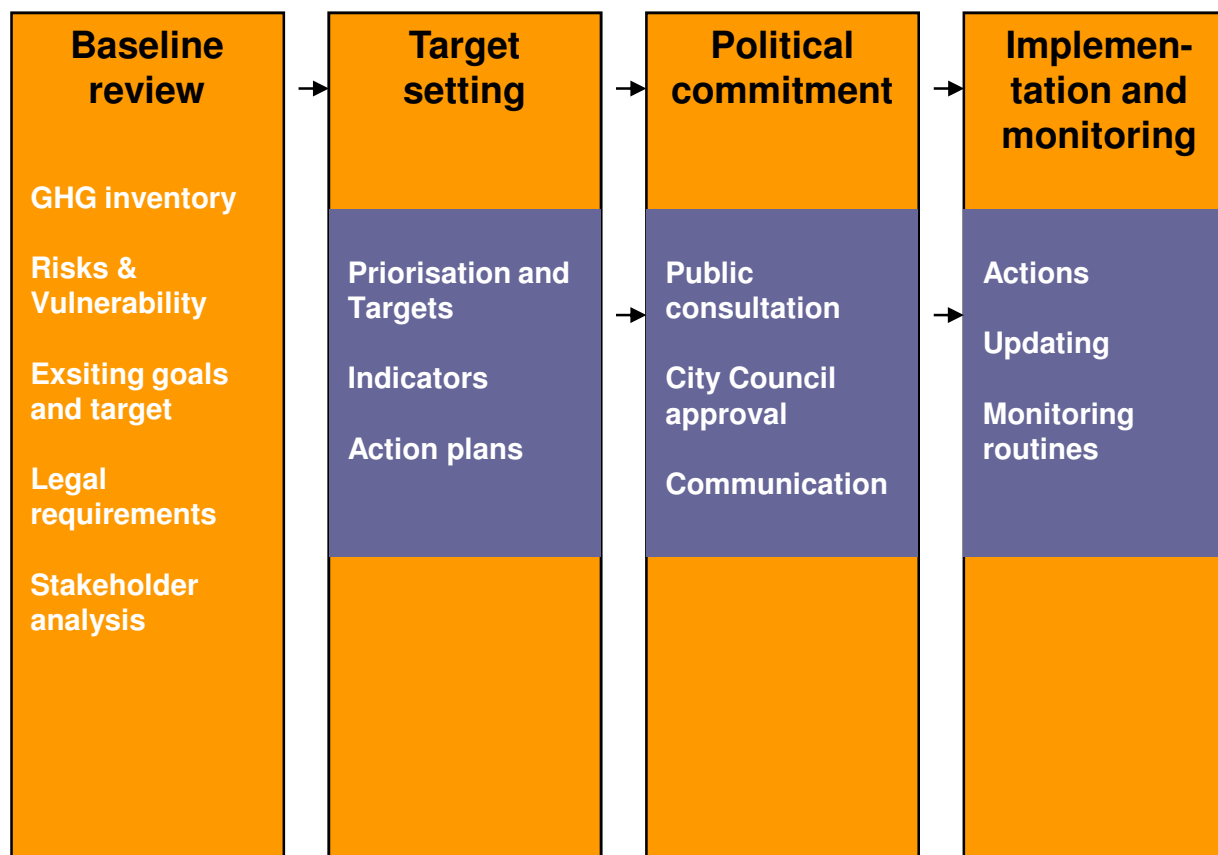 Baseline
review
GHG inventory
Risks &
Vulnerability
Exsiting goals
and target
Legal
requirements
Stakeholder
analysis
Target
setting
Priorisation and
Targets
Indicators
Action plans
Political
commitment
Public
consultation
City Council
approval
Communication
Implemen-
tation and
monitoring
Actions
Updating
Monitoring
routines